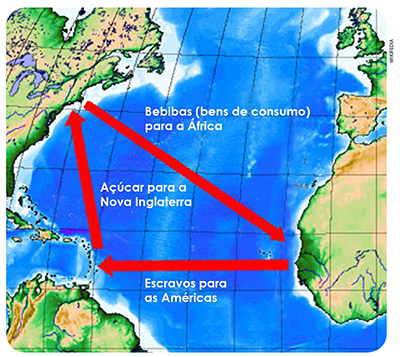 Bebibas (bens de consumo)
para a África
Açúcar para a
Nova Inglaterra
Escravos para
as Américas